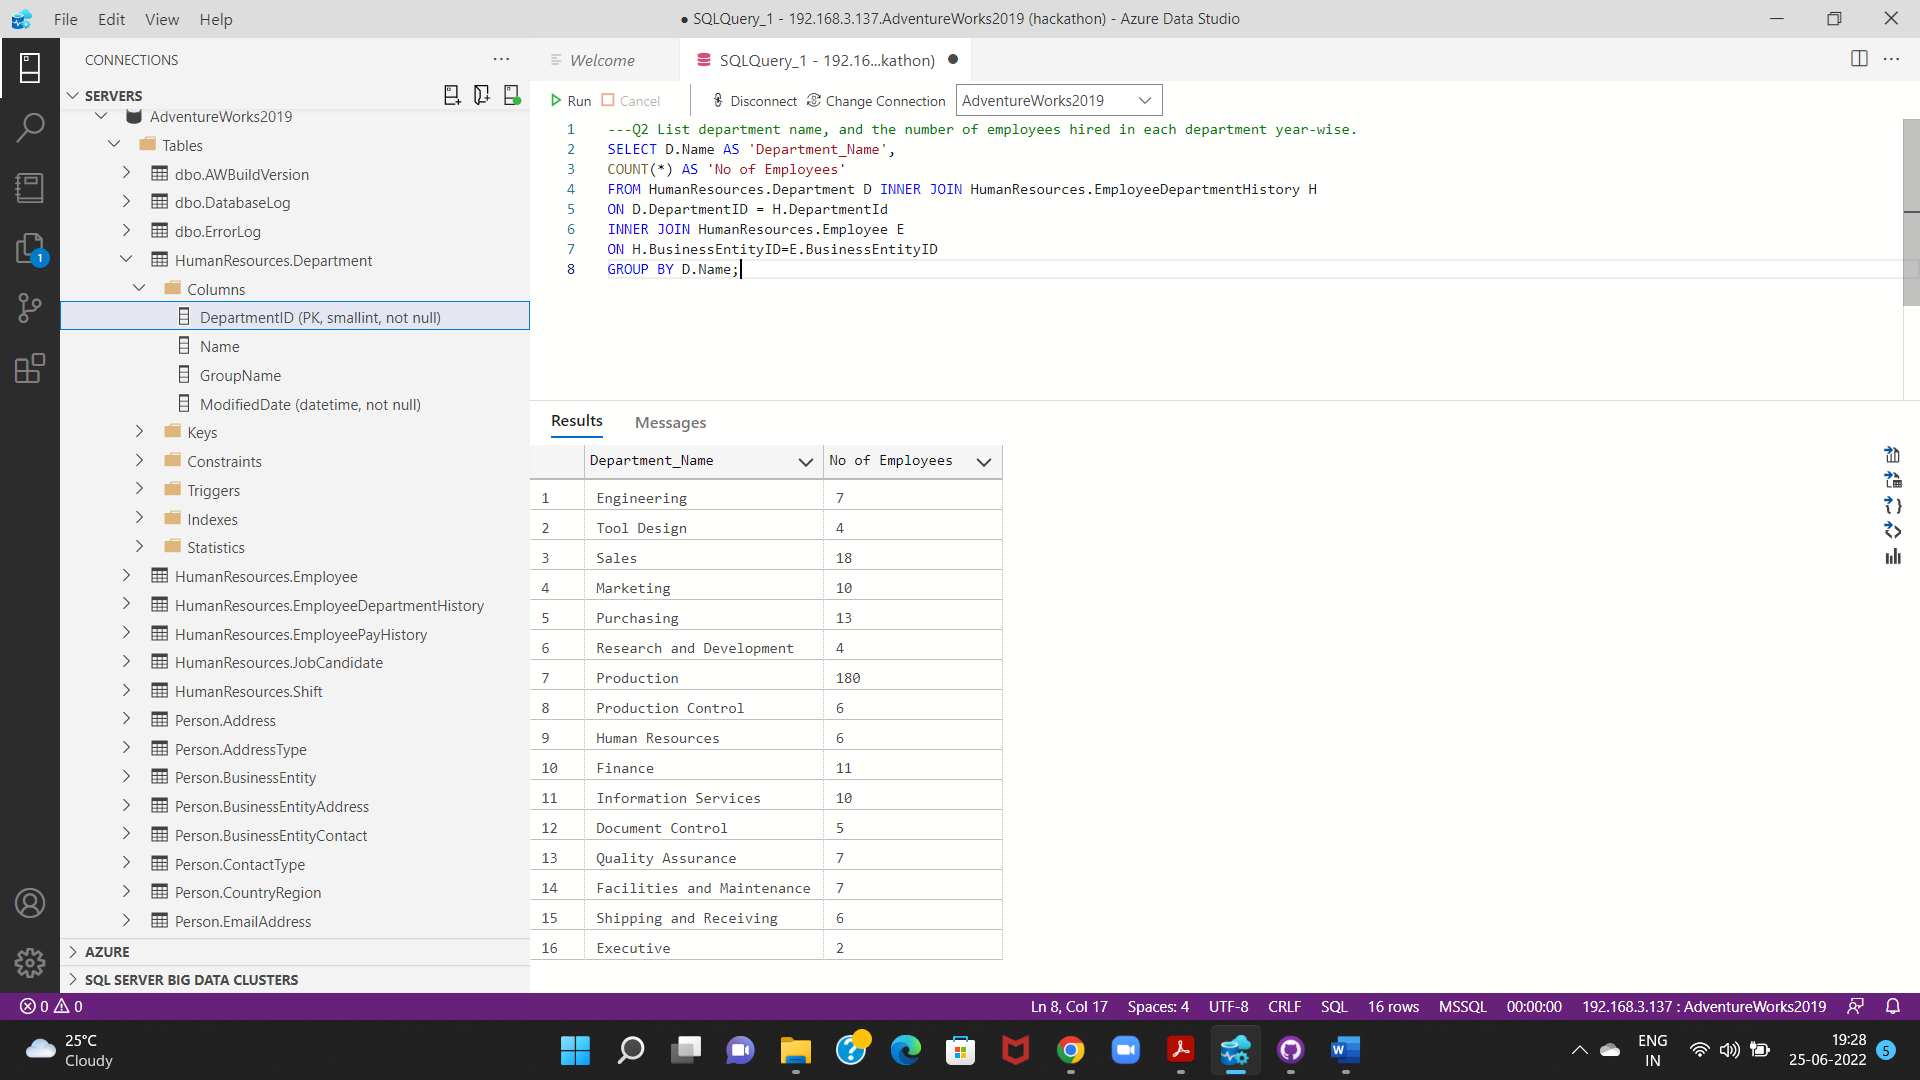 File Edit View Help
● SQLQuery_1 - 192.168.3.137.AdventureWorks2019 (hackathon) - Azure Data Studio
CONNECTIONS
SERVERS
AdventureWorks2019
Tables
dbo.AWBuildVersion
dbo.DatabaseLog
dbo.ErrorLog
HumanResources.Department
Columns
DepartmentID (PK, smallint, not null)
Name
GroupName
ModifiedDate (datetime, not null)
Keys
Constraints
Triggers
Indexes
Statistics
HumanResources.Employee
HumanResources.EmployeeDepartmentHistory
HumanResources.EmployeePayHistory
HumanResources.JobCandidate
HumanResources.Shift
Person.Address
Person.AddressType
Person.BusinessEntity
Person.BusinessEntityAddress
Person.BusinessEntityContact
Person.ContactType
Person.CountryRegion
Person.EmailAddress
AZURE
SQL SERVER BIG DATA CLUSTERS
1
Welcome
SQLQuery_1 - 192.16...kathon) ●
Run Cancel Disconnect Change Connection AdventureWorks2019
1 ---Q2 List department name, and the number of employees hired in each department year-wise.
2 SELECT D.Name AS 'Department_Name',
3 COUNT(*) AS 'No of Employees'
4 FROM HumanResources.Department D INNER JOIN HumanResources.EmployeeDepartmentHistory H
5 ON D.DepartmentID = H.DepartmentId
6 INNER JOIN HumanResources.Employee E
7 ON H.BusinessEntityID=E.BusinessEntityID
8 GROUP BY D.Name;
Results Messages
Department_Name No of Employees
1 Engineering 7
2 Tool Design 4
3 Sales 18
4 Marketing 10
5 Purchasing 13
6 Research and Development 4
7 Production 180
8 Production Control 6
9 Human Resources 6
10 Finance 11
11 Information Services 10
12 Document Control 5
13 Quality Assurance 7
14 Facilities and Maintenance 7
15 Shipping and Receiving 6
16 Executive 2
0 0 Ln 8, Col 17 Spaces: 4 UTF-8 CRLF SQL 16 rows MSSQL 00:00:00 192.168.3.137 : AdventureWorks2019
25°C
Cloudy
ENG
IN
19:28
25-06-2022
5